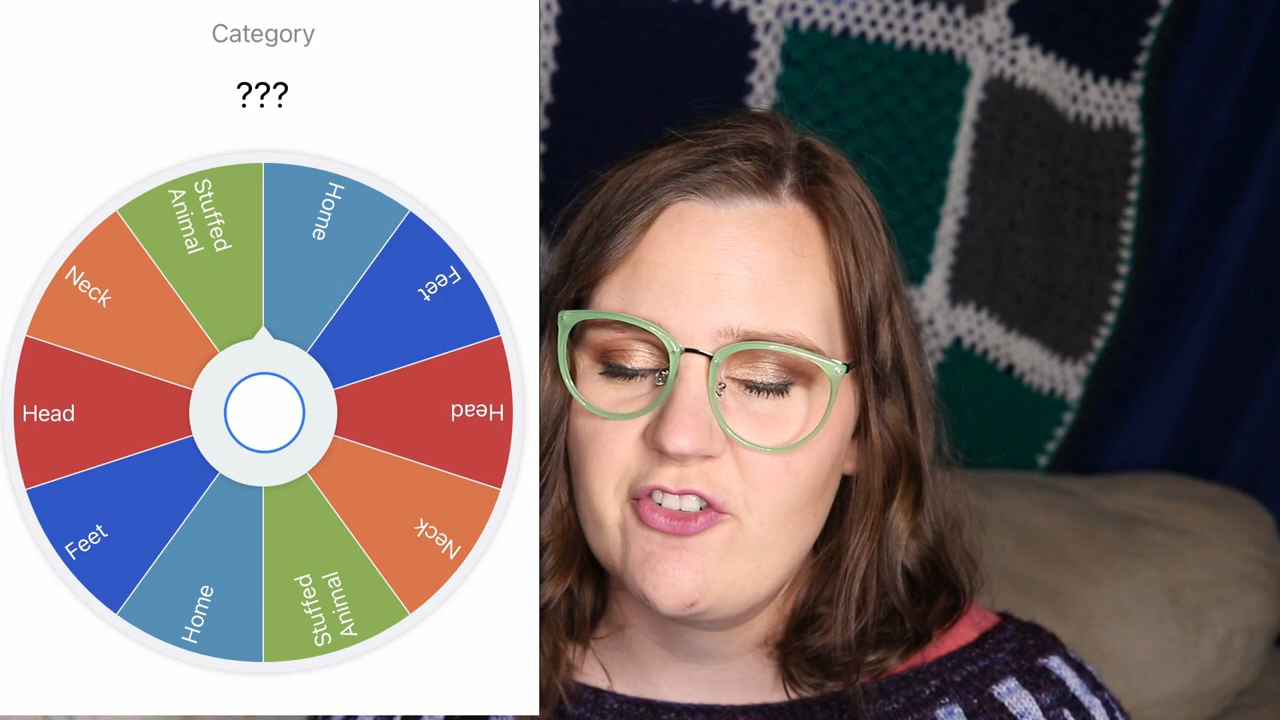 Category
???
Stuffed
Animal
Home
Neck
Feet
Head
Head
Feet
Neck
Home
Stuffed
Animal